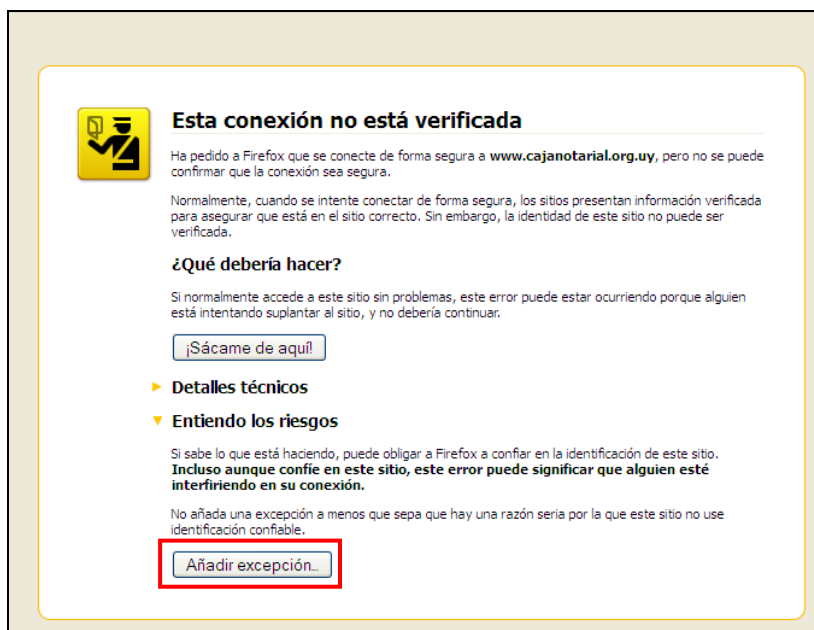 Esta conexión no está verificada
Ha pedido a Firefox que se conecte de forma segura a www.cajanotarial.org.uy, pero no se puede
confirmar que la conexión sea segura.
Normalmente, cuando se intente conectar de forma segura, los sitios presentan información verificada
para asegurar que está en el sitio correcto. Sin embargo, la identidad de este sitio no puede ser
verificada.
¿Qué debería hacer?
Si normalmente accede a este sitio sin problemas, este error puede estar ocurriendo porque alguien
está intentando suplantar al sitio, y no debería continuar.
¡Sácame de aquí!
Detalles técnicos
Entiendo los riesgos
Si sabe lo que está haciendo, puede obligar a Firefox a confiar en la identificación de este sitio.
Incluso aunque confíe en este sitio, este error puede significar que alguien esté
interfiriendo en su conexión.
No añada una excepción a menos que sepa que hay una razón seria por la que este sitio no use
identificación confiable.
Añadir excepción...